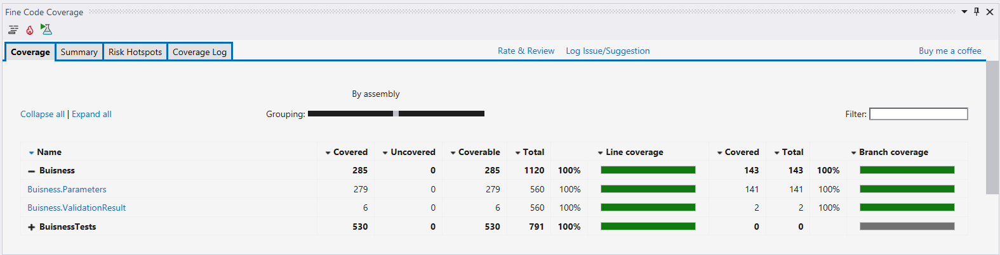 Fine Code Coverage
Coverage Summary Risk Hotspots Coverage Log Rate & Review Log Issue/Suggestion Buy me a coffee
By assembly
Collapse all | Expand all Grouping: Filter:
Name Covered Uncovered Coverable Total Line coverage Covered Total Branch coverage
Buisness 285 0 285 1120 100% 143 143 100%
Buisness.Parameters 279 0 279 560 100% 141 141 100%
Buisness.ValidationResult 6 0 6 560 100% 2 2 100%
BuisnessTests 530 0 530 791 100% 0 0